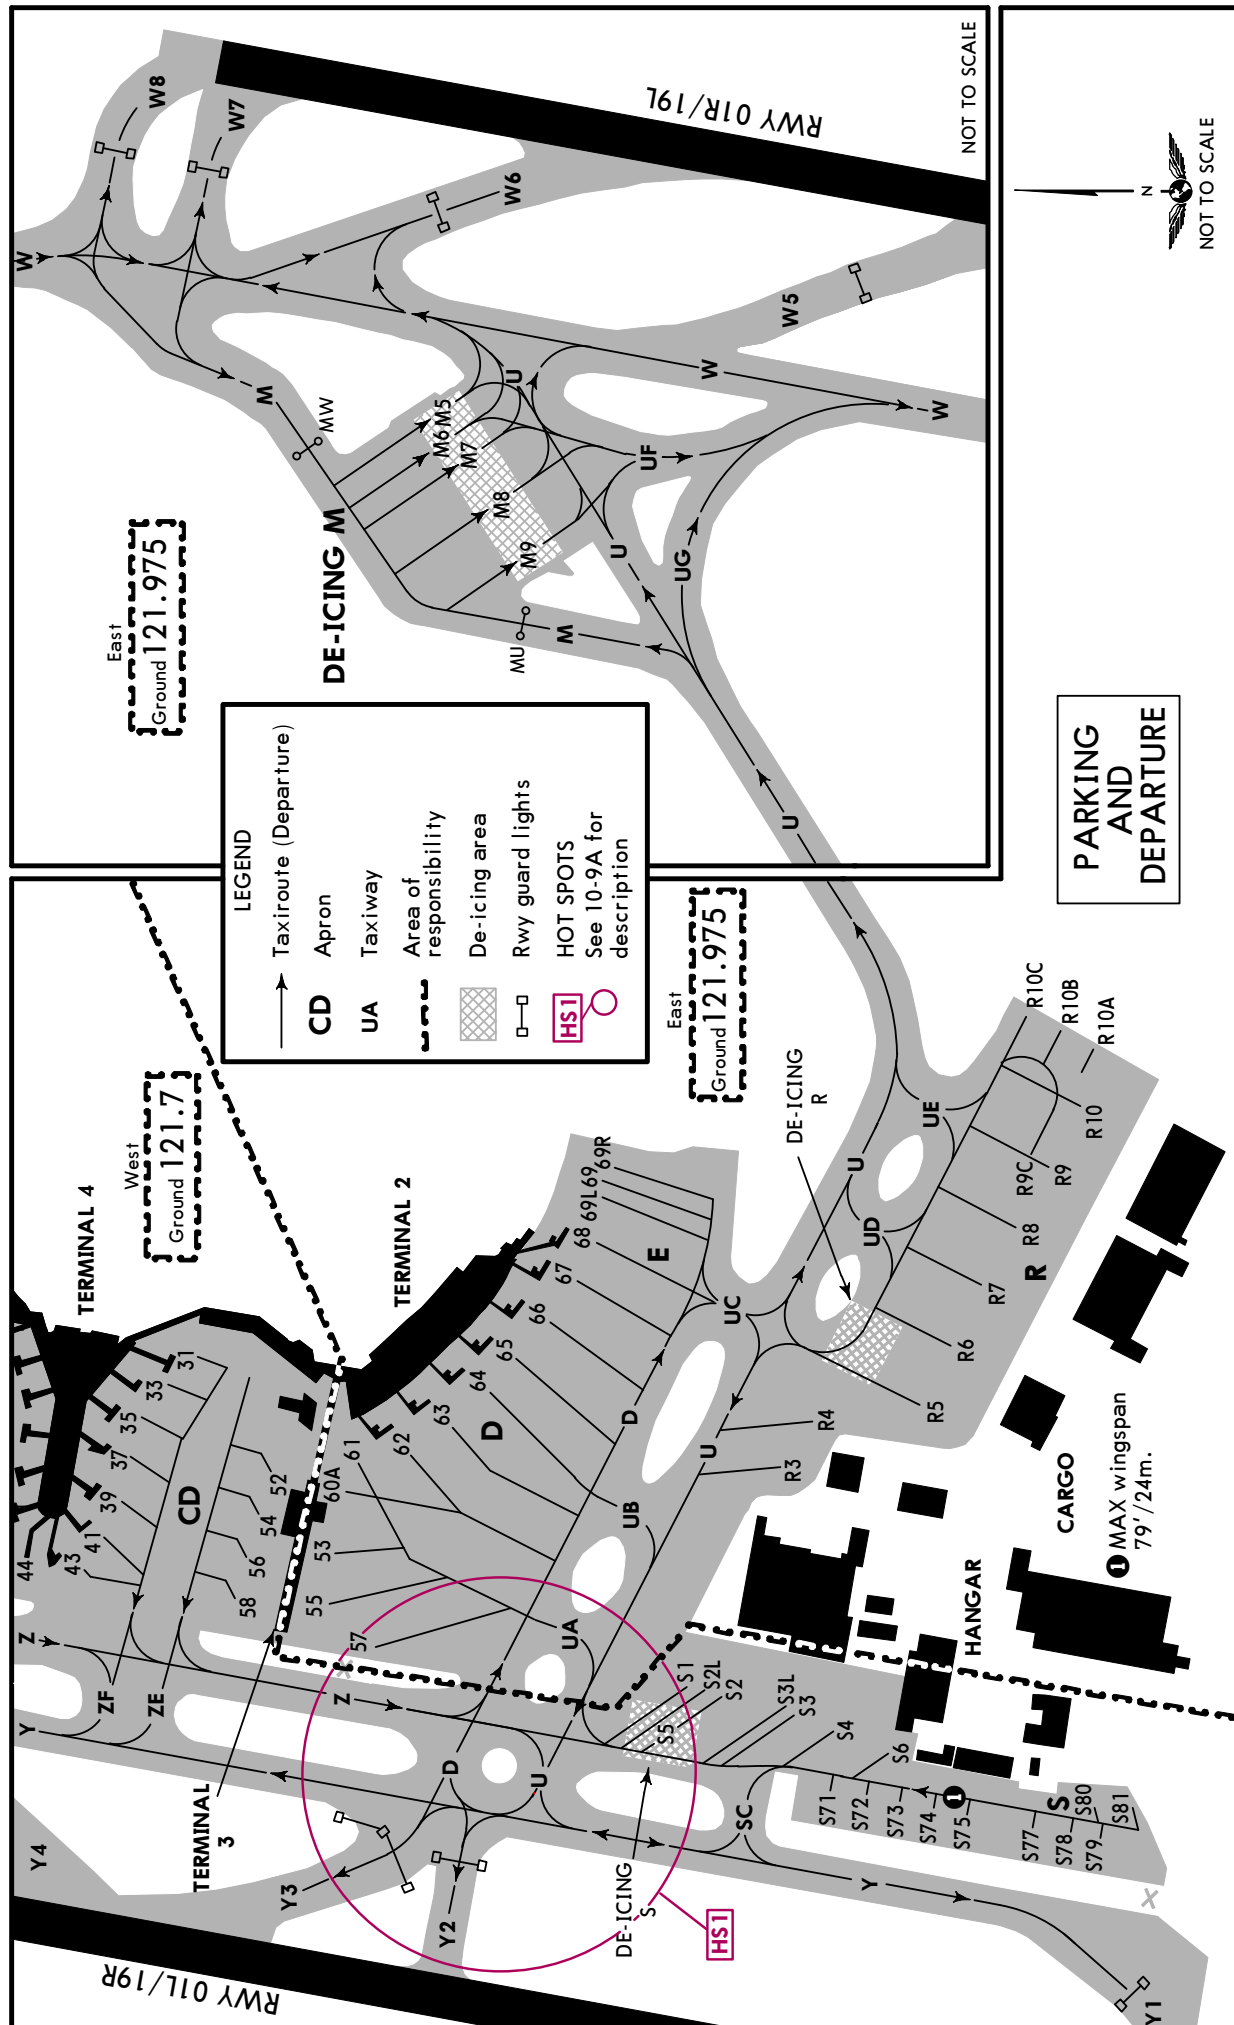 NOT TO SCALE
RWY 01R/19L
W
W8
W7
W6
W5
W
W
W
W
MW
MU
M
DE-ICING M
M5
M6
M7
M8
M9
U
UF
U
UG
U
East
Ground 121.975
N
NOT TO SCALE
PARKING
AND
DEPARTURE
LEGEND
Taxiroute (Departure)
CD
Apron
UA
Taxiway
Area of
responsibility
De-icing area
Rwy guard lights
HS 1
HOT SPOTS
See 10-9A for
description
West
Ground 121.7
East
Ground 121.975
TERMINAL 4
TERMINAL 2
TERMINAL
3
31
33
35
37
39
41
43
44
CD
52
54
56
58
53
55
57
60A
61
62
63
64
65
66
67
68
69L
69
69R
D
E
D
UA
UB
UC
U
U
UD
UE
DE-ICING
R
R
R3
R4
R5
R6
R7
R8
R9
R9C
R10
R10A
R10B
R10C
Z
Y
ZF
ZE
Z
D
U
Y4
Y3
Y2
Y1
Y
SC
RWY 01L/19R
HS 1
DE-ICING
S
S1
S2L
S2
S5
S3L
S3
S4
S6
S71
S72
S73
S74
S75
S77
S78
S79
S80
S81
S
1
HANGAR
CARGO
1 MAX wingspan
79'/24m.